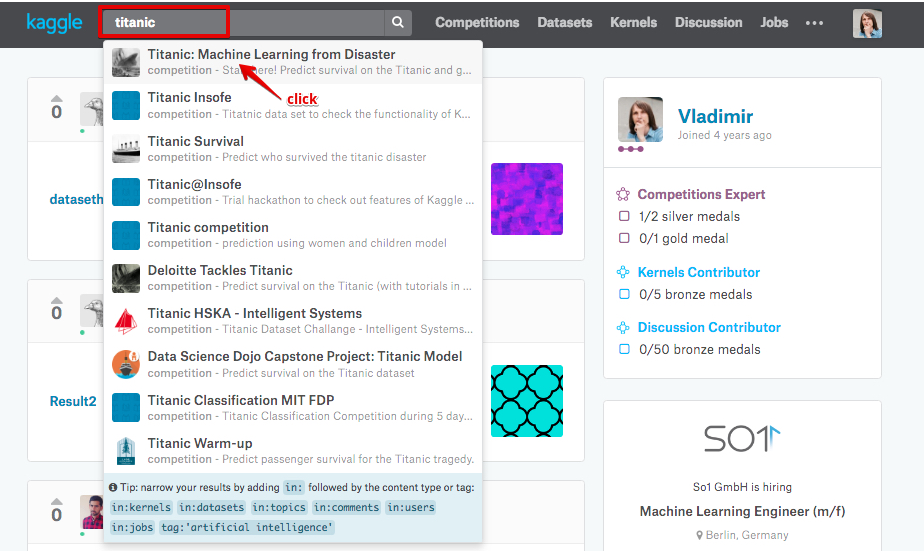 kaggle
titanic
Competitions Datasets Kernels Discussion Jobs •••
Titanic: Machine Learning from Disaster
competition - Start here! Predict survival on the Titanic and g...
click
Titanic Insofe
competition - Titatnic data set to check the functionality of K...
Titanic Survival
competition - Predict who survived the titanic disaster
Titanic@Insofe
competition - Trial hackathon to check out features of Kaggle ...
Titanic competition
competition - prediction using women and children model
Deloitte Tackles Titanic
competition - Predict survival on the Titanic (with tutorials in ...
Titanic HSKA - Intelligent Systems
competition - Titanic Dataset Challange - Intelligent Systems...
Data Science Dojo Capstone Project: Titanic Model
competition - Predict survival on the Titanic dataset
Titanic Classification MIT FDP
competition - Titanic Classification Competition during 5 day...
Titanic Warm-up
competition - Predict passenger survival for the Titanic tragedy.
Tip: narrow your results by adding in: followed by the content type or tag:
in:kernels in:datasets in:topics in:comments in:users
in:jobs tag:'artificial intelligence'
0
dataseth
0
Result2
0
Vladimir
Joined 4 years ago
Competitions Expert
1/2 silver medals
0/1 gold medal
Kernels Contributor
0/5 bronze medals
Discussion Contributor
0/50 bronze medals
SO1
So1 GmbH is hiring
Machine Learning Engineer (m/f)
Berlin, Germany